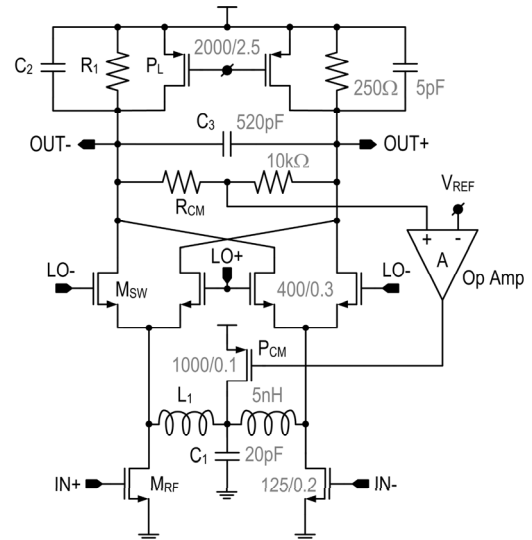 2000/2.5
C2 R1 PL
250Ω 5pF
C3 520pF
OUT- OUT+
10kΩ
RCM VREF
+ -
LO+ A
LO- MSW 400/0.3 LO- Op Amp
PCM
1000/0.1
L1 5nH
C1 20pF
IN+ MRF 125/0.2 IN-